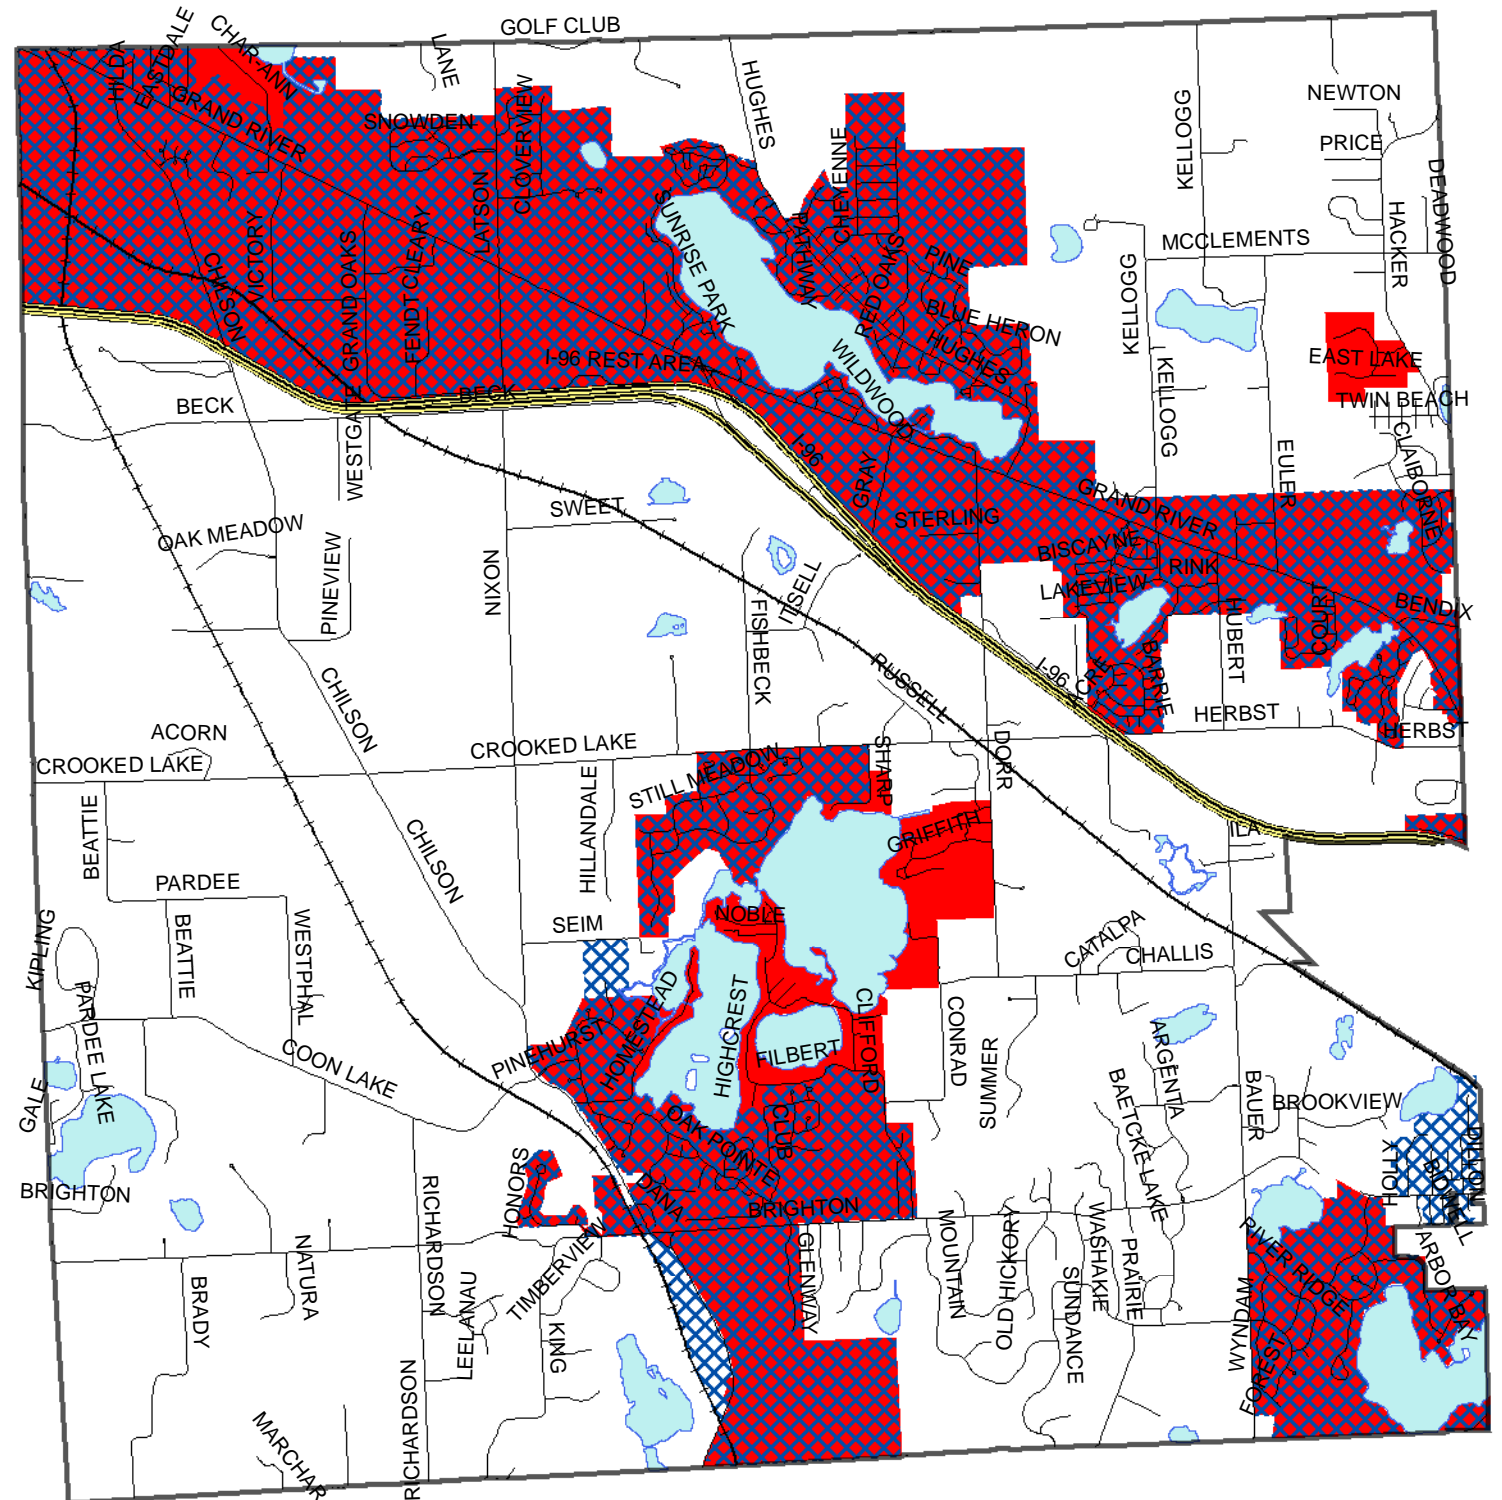 GOLF CLUB
HILDA
EASTDALE
CHAR-ANN
LANE
HUGHES
KELLOGG
NEWTON
PRICE
DEADWOOD
HACKER
GRAND RIVER
SNOWDEN
CLOVERVIEW
LATSON
CHEYENNE
SUNRISE PARK
PATHWAY
RED OAKS
PINE
MCCLEMENTS
KELLOGG
CHILSON
VICTORY
GRAND OAKS
FENDT
CLEARY
BLUE HERON
HUGHES
I-96 REST AREA
WILDWOOD
EAST LAKE
TWIN BEACH
KELLOGG
BECK
BECK
WESTGATE
I-96
GRAY
EULER
CLAIBORNE
OAK MEADOW
SWEET
STERLING
GRAND RIVER
BISCAYNE
RINK
LAKEVIEW
PINEVIEW
NIXON
ITSELL
FISHBECK
HUBERT
COURT
BENDIX
CHILSON
RUSSELL
I-96
ACRE
BARRIE
HERBST
HERBST
ACORN
CROOKED LAKE
CROOKED LAKE
STILL MEADOW
SHARP
DORR
BEATTIE
HILLANDALE
CHILSON
GRIFFITH
ILA
PARDEE
NOBLE
SEIM
KIPLING
BEATTIE
WESTPHAL
CATALPA
CHALLIS
PARDEE LAKE
HOMESTEAD
HIGHCREST
CLIFFORD
CONRAD
SUMMER
ARGENTA
PINEHURST
FILBERT
COON LAKE
GALE
BAETCKE LAKE
BAUER
BROOKVIEW
CLUB
OAK POINTE
HOLLY
DILLON
BIDWELL
BRIGHTON
HONORS
DANA
BRIGHTON
RICHARDSON
TIMBERVIEW
NATURA
GLENWAY
MOUNTAIN
OLD HICKORY
WASHAKIE
PRAIRIE
SUNDANCE
RIVER RIDGE
ARBOR BAY
BRADY
LEELANAU
KING
WYNDAM
FOREST
RICHARDSON
MARCHAR